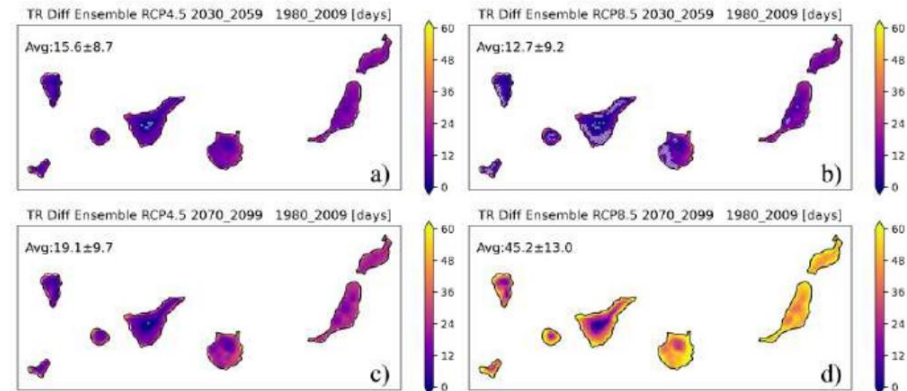 TR Diff Ensemble RCP4.5 2030_2059 1980_2009 [days]
Avg:15.6±8.7
60
48
36
24
12
0
a)
TR Diff Ensemble RCP8.5 2030_2059 1980_2009 [days]
Avg:12.7±9.2
60
48
36
24
12
0
b)
TR Diff Ensemble RCP4.5 2070_2099 1980_2009 [days]
Avg:19.1±9.7
60
48
36
24
12
0
c)
TR Diff Ensemble RCP8.5 2070_2099 1980_2009 [days]
Avg:45.2±13.0
60
48
36
24
12
0
d)